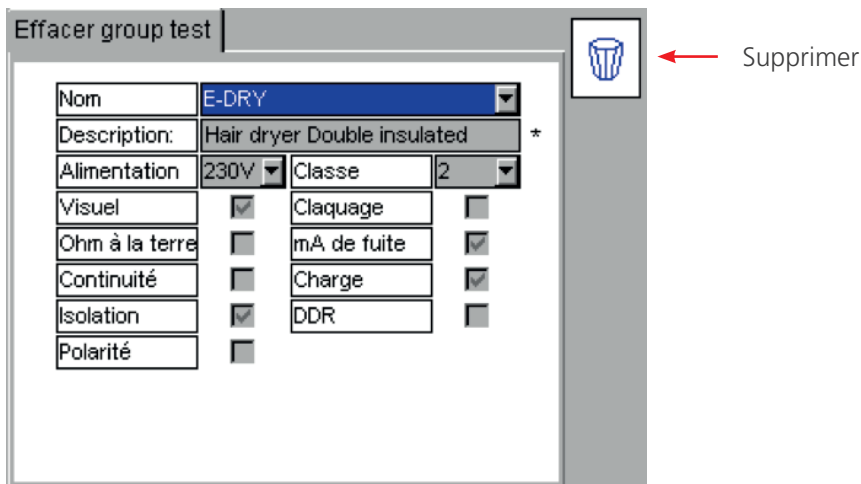 Effacer group test
Supprimer
Nom E-DRY
Description: Hair dryer Double insulated *
Alimentation 230V Classe 2
Visuel Claquage
Ohm à la terre mA de fuite
Continuité Charge
Isolation DDR
Polarité